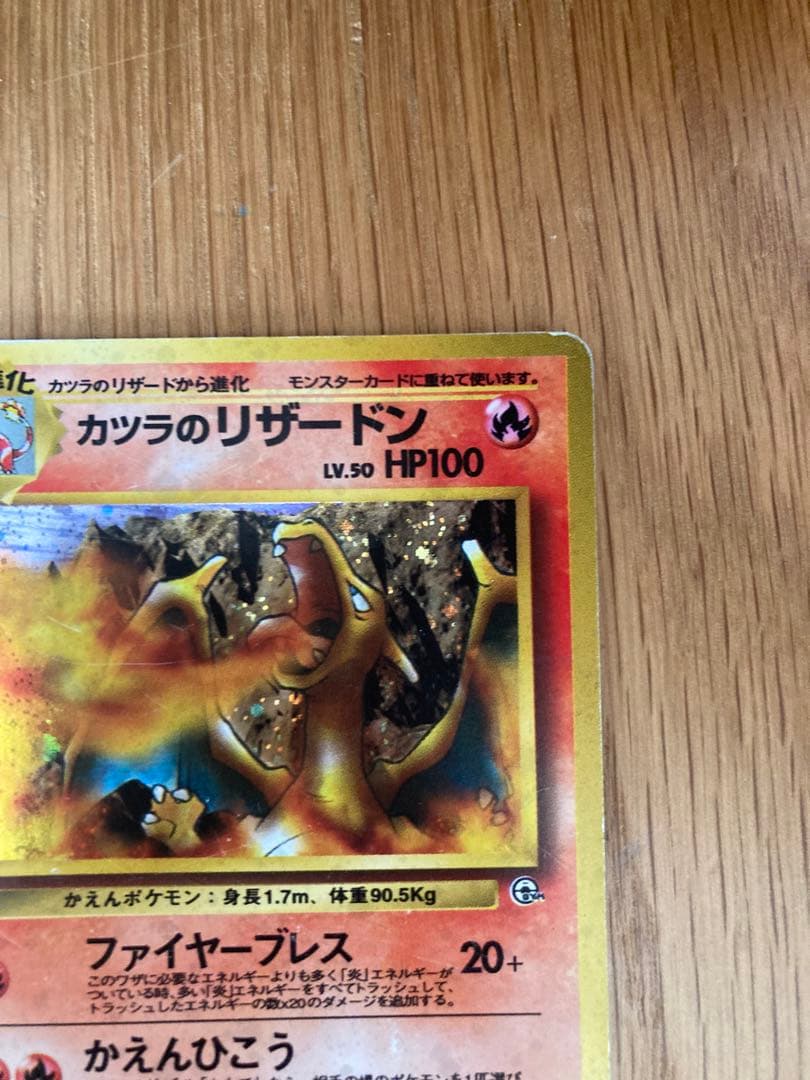 進化 カツラのリザードから進化 モンスターカードに重ねて使います。
カツラのリザードン
LV.50 HP100
かえんポケモン：身長1.7m、体重90.5Kg
GYM
ファイヤーブレス 20+
このワザに必要なエネルギーよりも多く「炎」エネルギーが
ついている時、多い「炎」エネルギーをすべてトラッシュして、
トラッシュしたエネルギーの数x20のダメージを追加する。
かえんひこう